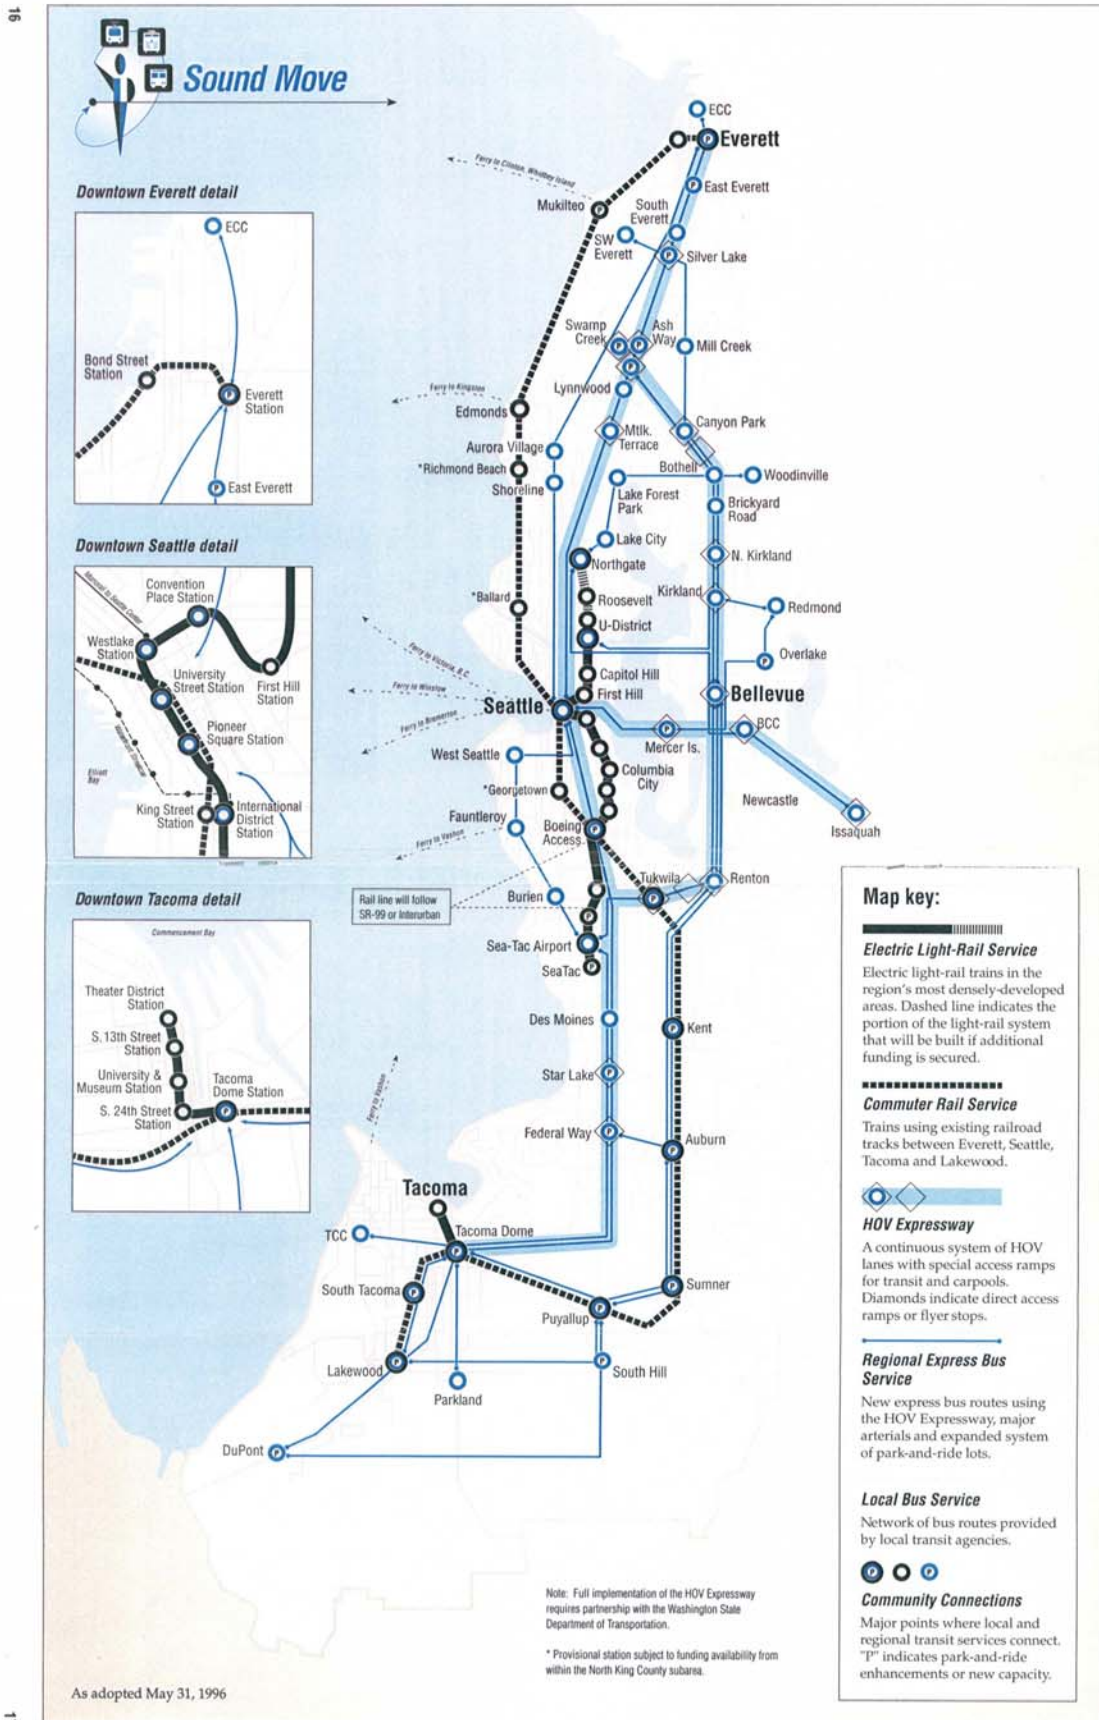 16
Sound Move
Downtown Everett detail
ECC
Bond Street
Station
Everett
Station
East Everett
Downtown Seattle detail
Monorail to Seattle Center
Convention
Place Station
Westlake
Station
University
Street Station
First Hill
Station
Pioneer
Square Station
Waterfront Streetcar
Elliott
Bay
King Street
Station
International
District
Station
Downtown Tacoma detail
Commencement Bay
Theater District
Station
S. 13th Street
Station
University &
Museum Station
Tacoma
Dome Station
S. 24th Street
Station
ECC
Everett
Ferry to Clinton, Whidbey Island
East Everett
Mukilteo
South
Everett
SW
Everett
Silver Lake
Swamp
Creek
Ash
Way
Mill Creek
Lynnwood
Ferry to Kingston
Edmonds
Canyon Park
Mtlk.
Terrace
Aurora Village
*Richmond Beach
Bothell
Woodinville
Shoreline
Lake Forest
Park
Brickyard
Road
Lake City
N. Kirkland
Northgate
Kirkland
*Ballard
Roosevelt
Redmond
U-District
Overlake
Ferry to Victoria, B.C.
Capitol Hill
Ferry to Winslow
First Hill
Bellevue
Seattle
Ferry to Bremerton
BCC
West Seattle
Mercer Is.
Columbia
City
*Georgetown
Newcastle
Fauntleroy
Boeing
Access
Issaquah
Ferry to Vashon
Tukwila
Renton
Rail line will follow
SR-99 or Interurban
Burien
Sea-Tac Airport
SeaTac
Des Moines
Kent
Star Lake
Ferry to Vashon
Federal Way
Auburn
Tacoma
TCC
Tacoma Dome
South Tacoma
Sumner
Puyallup
Lakewood
South Hill
Parkland
DuPont
Map key:
Electric Light-Rail Service
Electric light-rail trains in the
region's most densely-developed
areas. Dashed line indicates the
portion of the light-rail system
that will be built if additional
funding is secured.
Commuter Rail Service
Trains using existing railroad
tracks between Everett, Seattle,
Tacoma and Lakewood.
HOV Expressway
A continuous system of HOV
lanes with special access ramps
for transit and carpools.
Diamonds indicate direct access
ramps or flyer stops.
Regional Express Bus
Service
New express bus routes using
the HOV Expressway, major
arterials and expanded system
of park-and-ride lots.
Local Bus Service
Network of bus routes provided
by local transit agencies.
P P
Community Connections
Major points where local and
regional transit services connect.
"P" indicates park-and-ride
enhancements or new capacity.
Note: Full implementation of the HOV Expressway
requires partnership with the Washington State
Department of Transportation.
* Provisional station subject to funding availability from
within the North King County subarea.
As adopted May 31, 1996